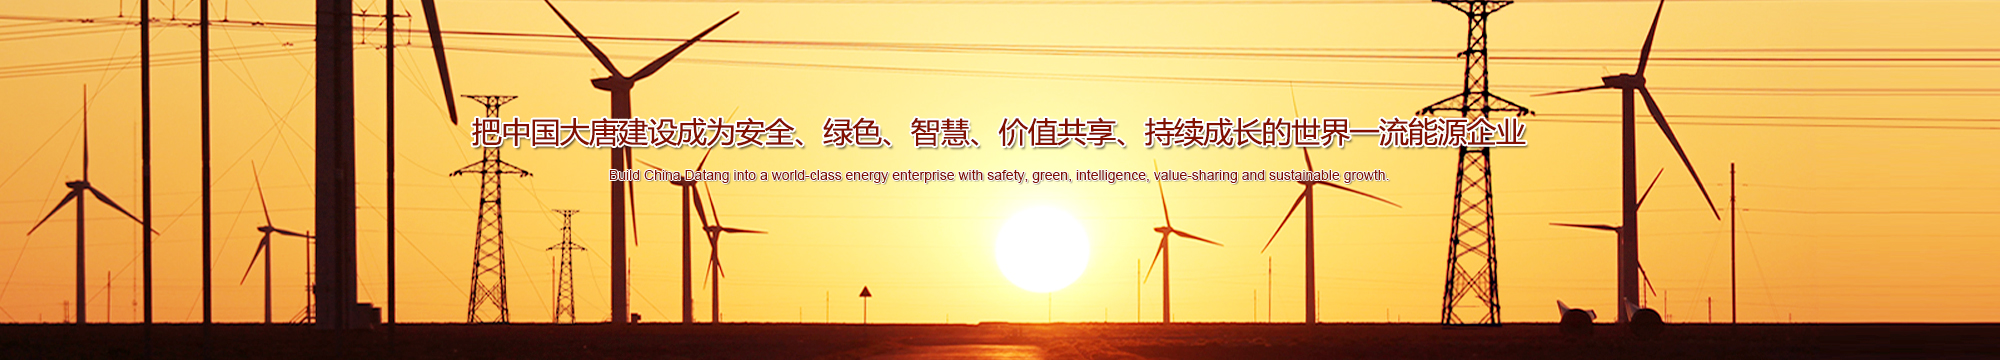 把中国大唐建设成为安全、绿色、智慧、价值共享、持续成长的世界一流能源企业
Build China Datang into a world-class energy enterprise with safety, green, intelligence, value-sharing and sustainable growth.